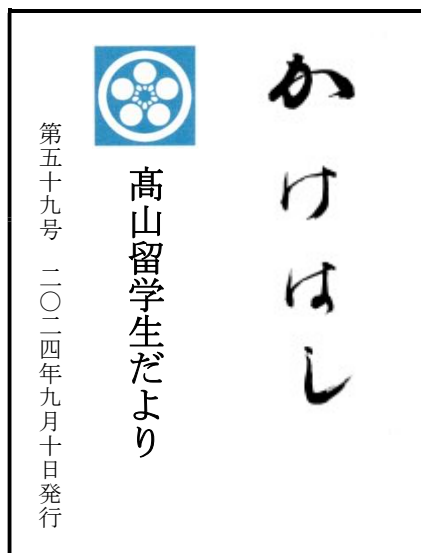 かけはし
髙山留学生だより
第五十九号　二〇二四年九月十日発行